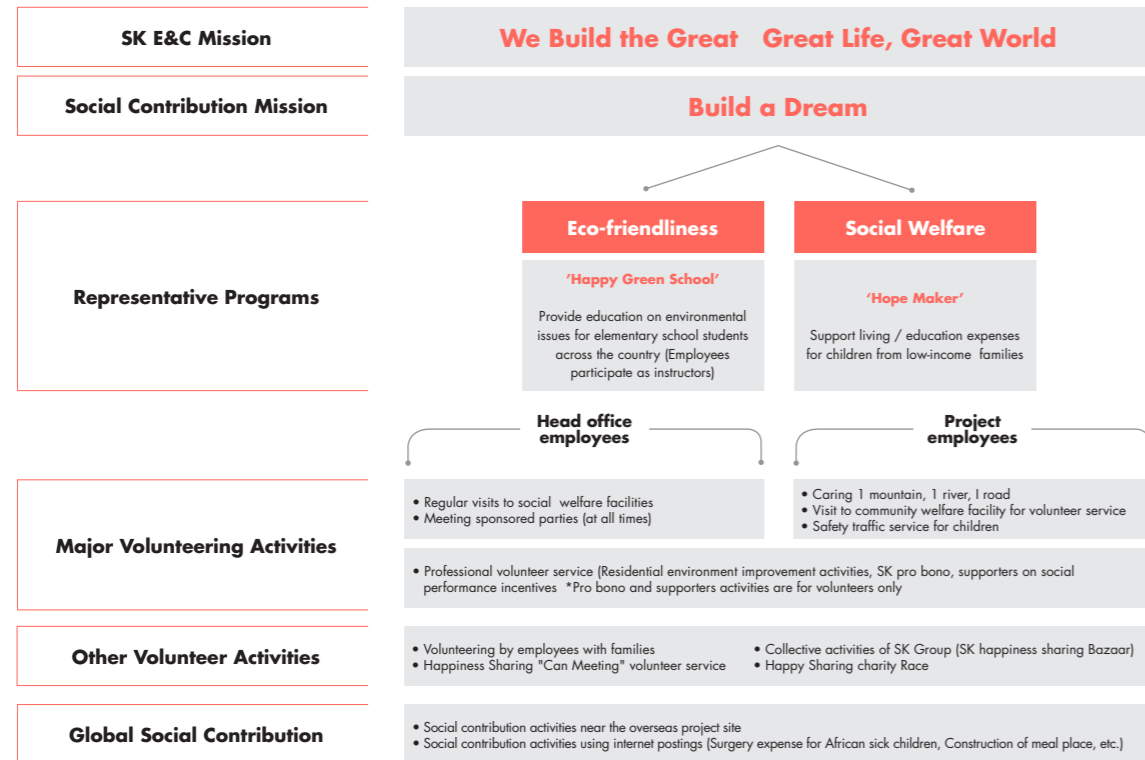 SK E&C Mission
We Build the Great Great Life, Great World
Social Contribution Mission
Build a Dream
Representative Programs
Eco-friendliness
'Happy Green School'
Provide education on environmental
issues for elementary school students
across the country (Employees
participate as instructors)
Social Welfare
'Hope Maker'
Support living / education expenses
for children from low-income families
Head office
employees
Project
employees
Major Volunteering Activities
• Regular visits to social welfare facilities
• Meeting sponsored parties (at all times)
• Caring 1 mountain, 1 river, I road
• Visit to community welfare facility for volunteer service
• Safety traffic service for children
• Professional volunteer service (Residential environment improvement activities, SK pro bono, supporters on social
performance incentives *Pro bono and supporters activities are for volunteers only
Other Volunteer Activities
• Volunteering by employees with families
• Happiness Sharing "Can Meeting" volunteer service
• Collective activities of SK Group (SK happiness sharing Bazaar)
• Happy Sharing charity Race
Global Social Contribution
• Social contribution activities near the overseas project site
• Social contribution activities using internet postings (Surgery expense for African sick children, Construction of meal place, etc.)